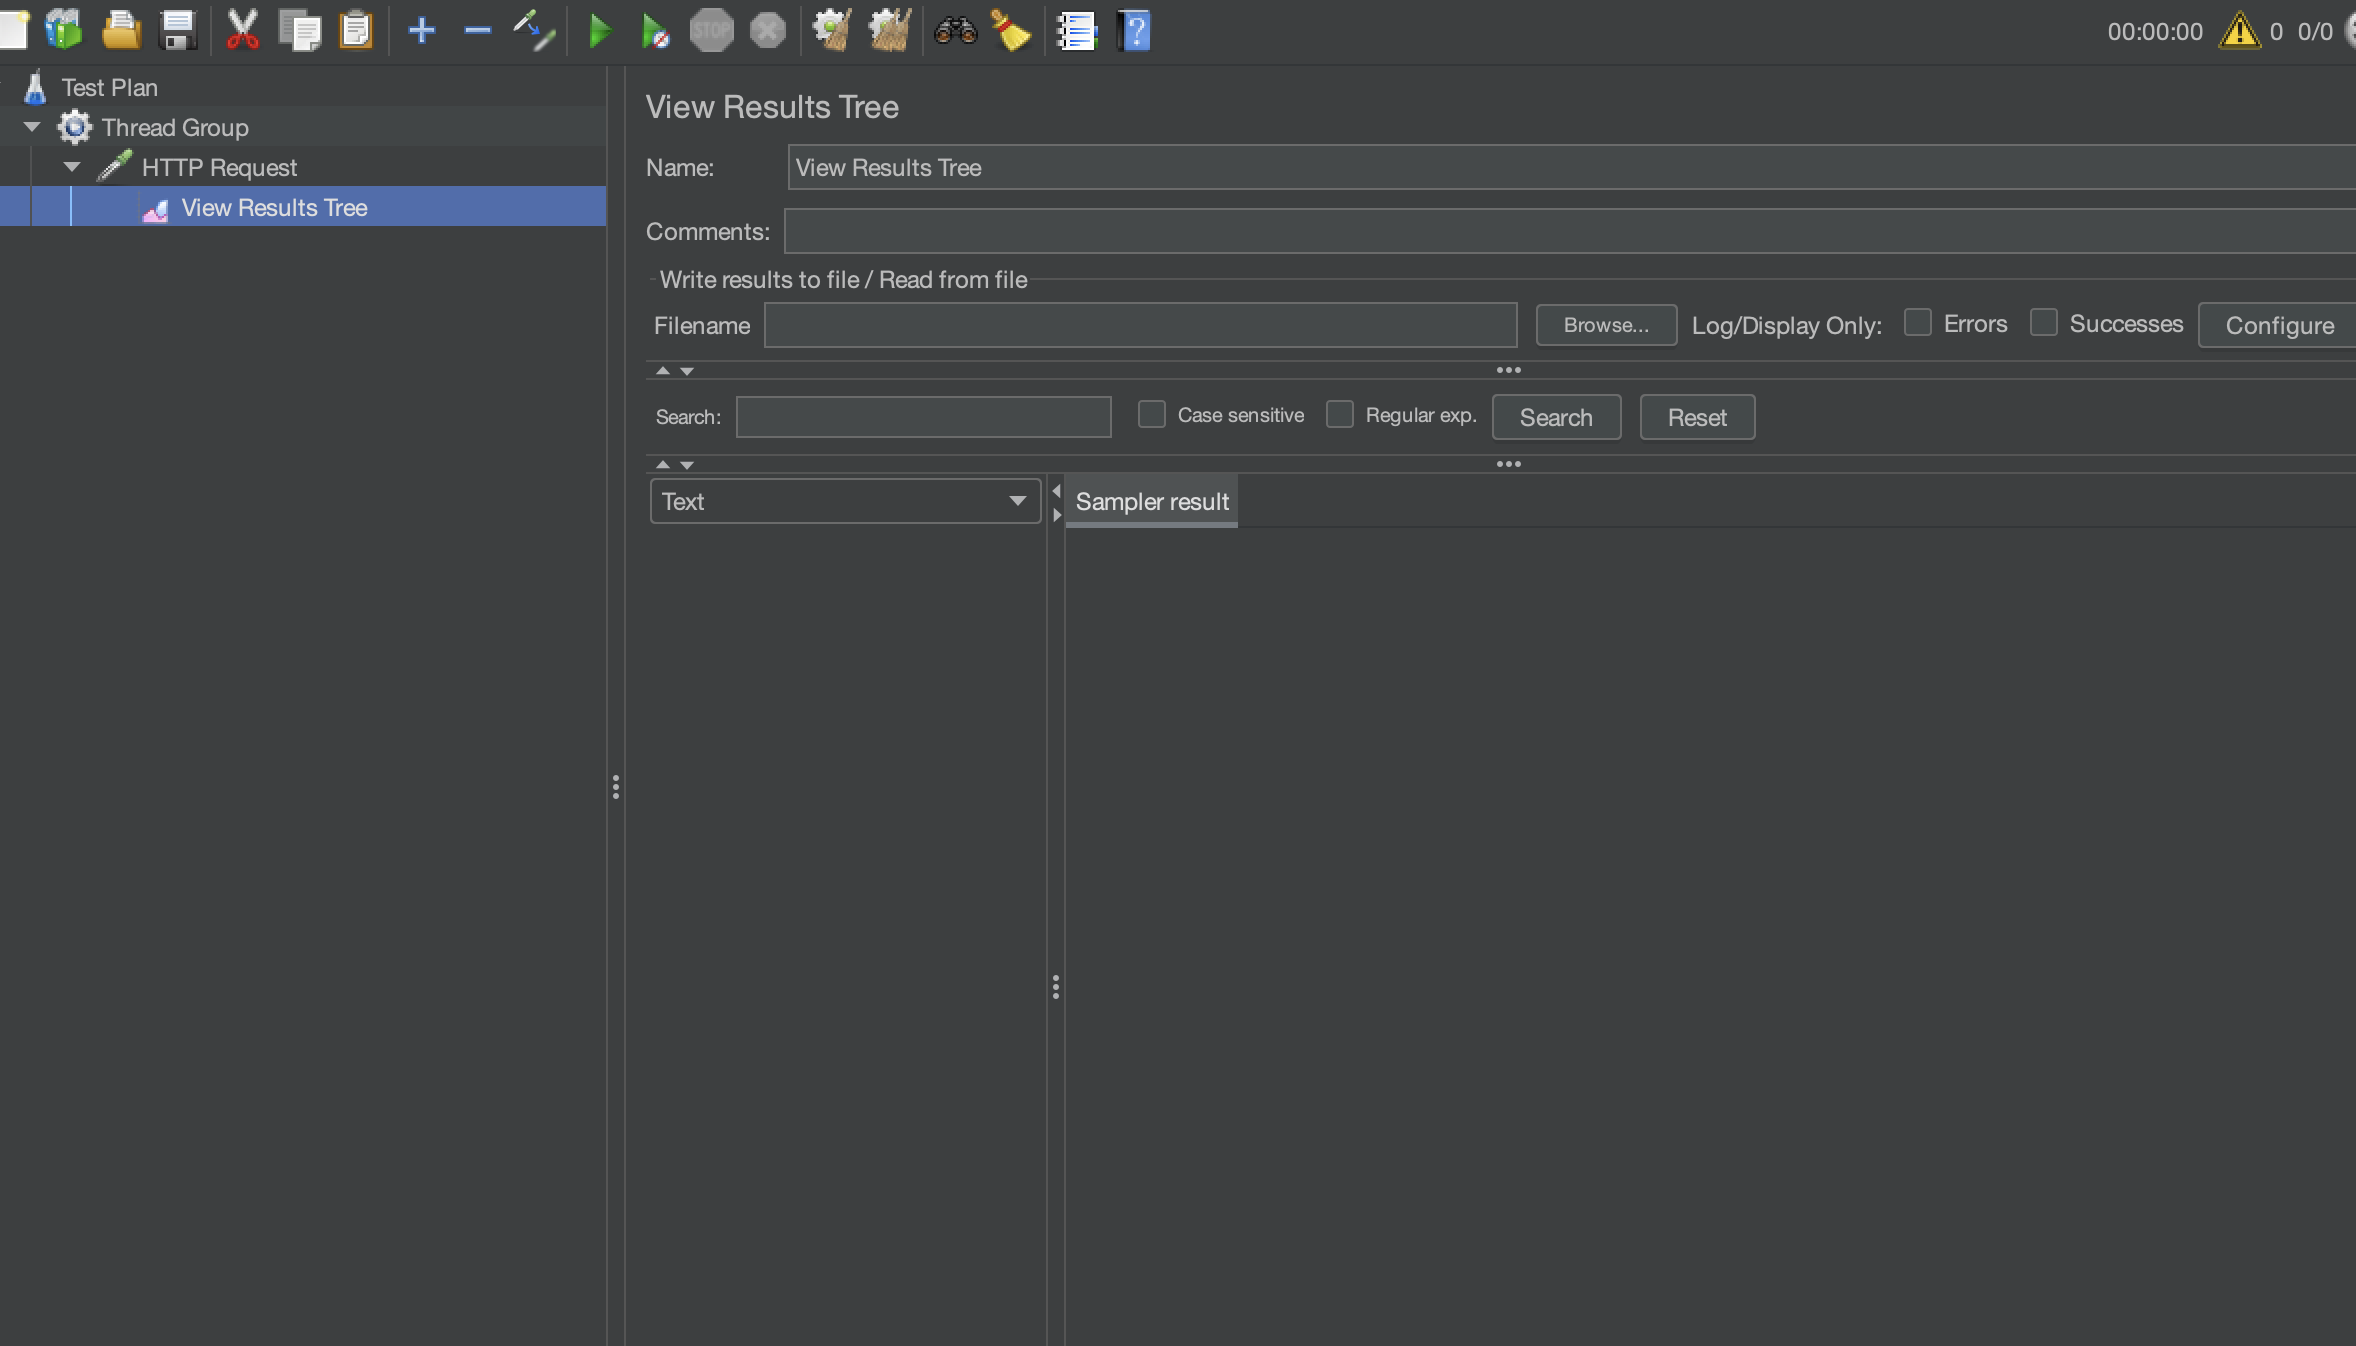 STOP
?
00:00:00 0 0/0
Test Plan
Thread Group
HTTP Request
View Results Tree
View Results Tree
Name: View Results Tree
Comments:
Write results to file / Read from file
Filename Browse... Log/Display Only: Errors Successes Configure
Search: Case sensitive Regular exp. Search Reset
Text
Sampler result